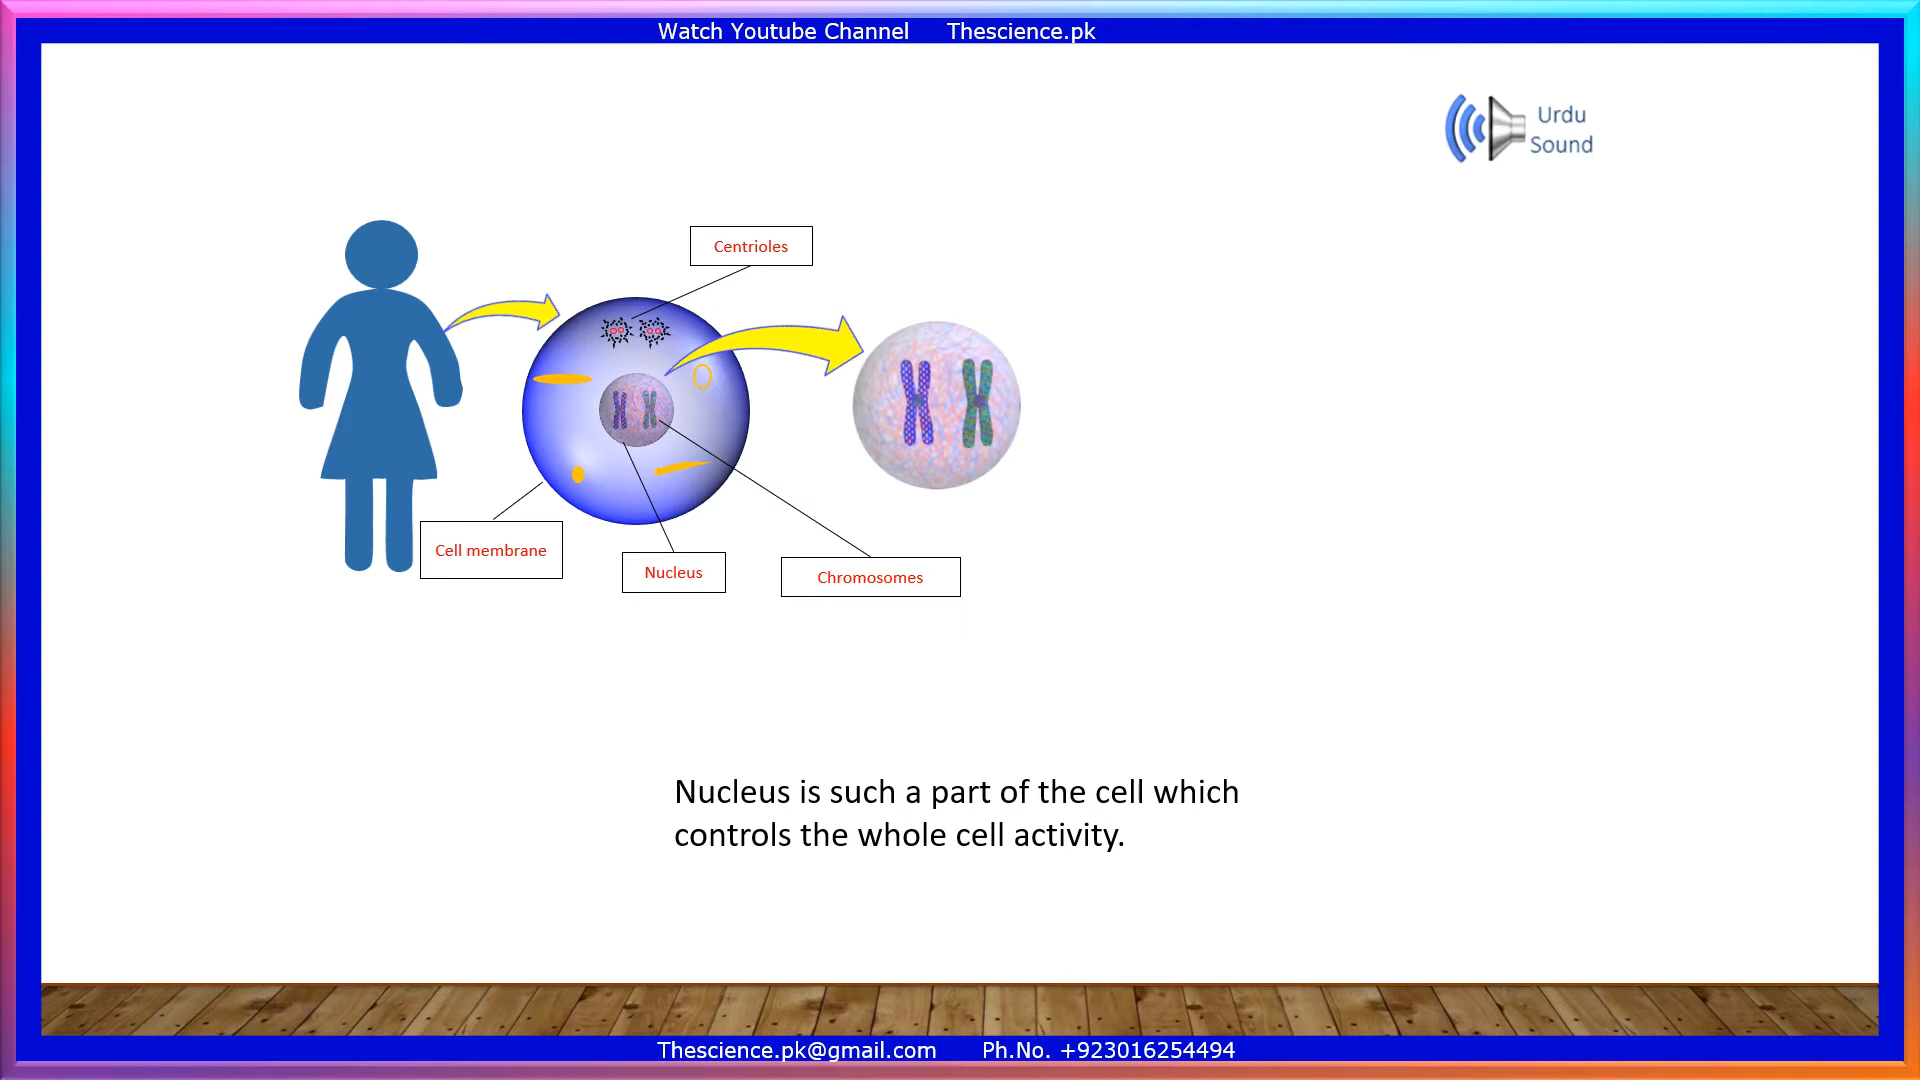 Watch Youtube Channel Thescience.pk
Urdu
Sound
Centrioles
Cell membrane
Nucleus
Chromosomes
Nucleus is such a part of the cell which
controls the whole cell activity.
Thescience.pk@gmail.com Ph.No. +923016254494